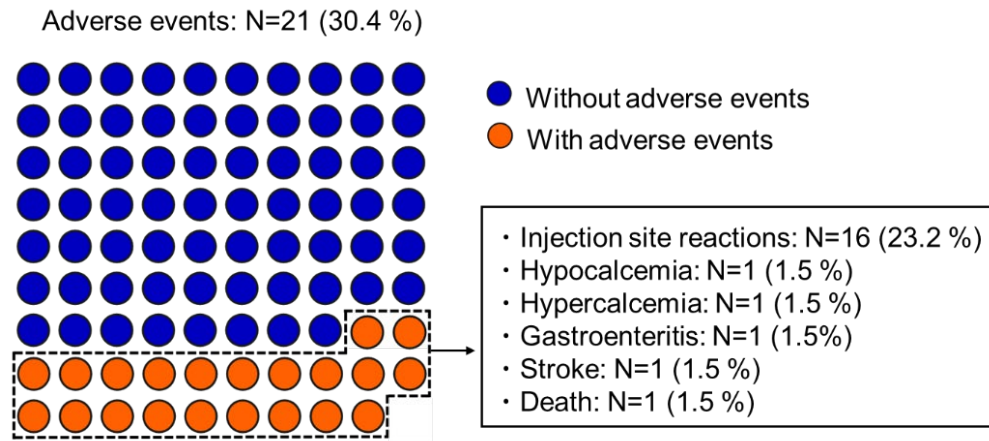 Adverse events: N=21 (30.4 %)
Without adverse events
With adverse events
・Injection site reactions: N=16 (23.2 %)
・Hypocalcemia: N=1 (1.5 %)
・Hypercalcemia: N=1 (1.5 %)
・Gastroenteritis: N=1 (1.5%)
・Stroke: N=1 (1.5 %)
・Death: N=1 (1.5 %)